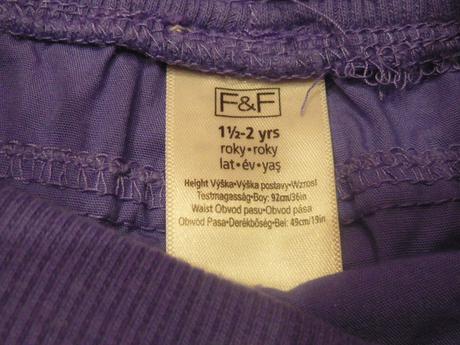 F&F
1½-2 yrs
roky•roky
lat•év•yaş
Height Výška•Výška postavy•Wzrost
Testmagasság•Boy: 92cm/36in
Waist Obvod pasu•Obvod pása
Obvod Pasa•Derékbőség•Bel: 49cm/19in